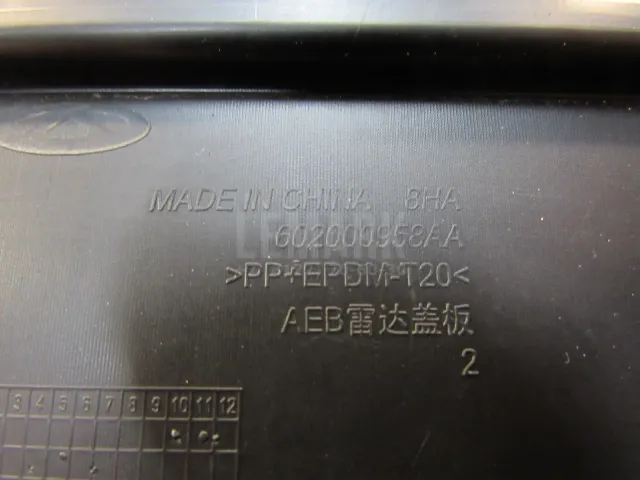 MADE IN CHINA 8HA
LEMARK
602000958AA
>PP+EPDM-T20<
AEB雷达盖板
2
3 4 5 6 7 8 9 10 11 12